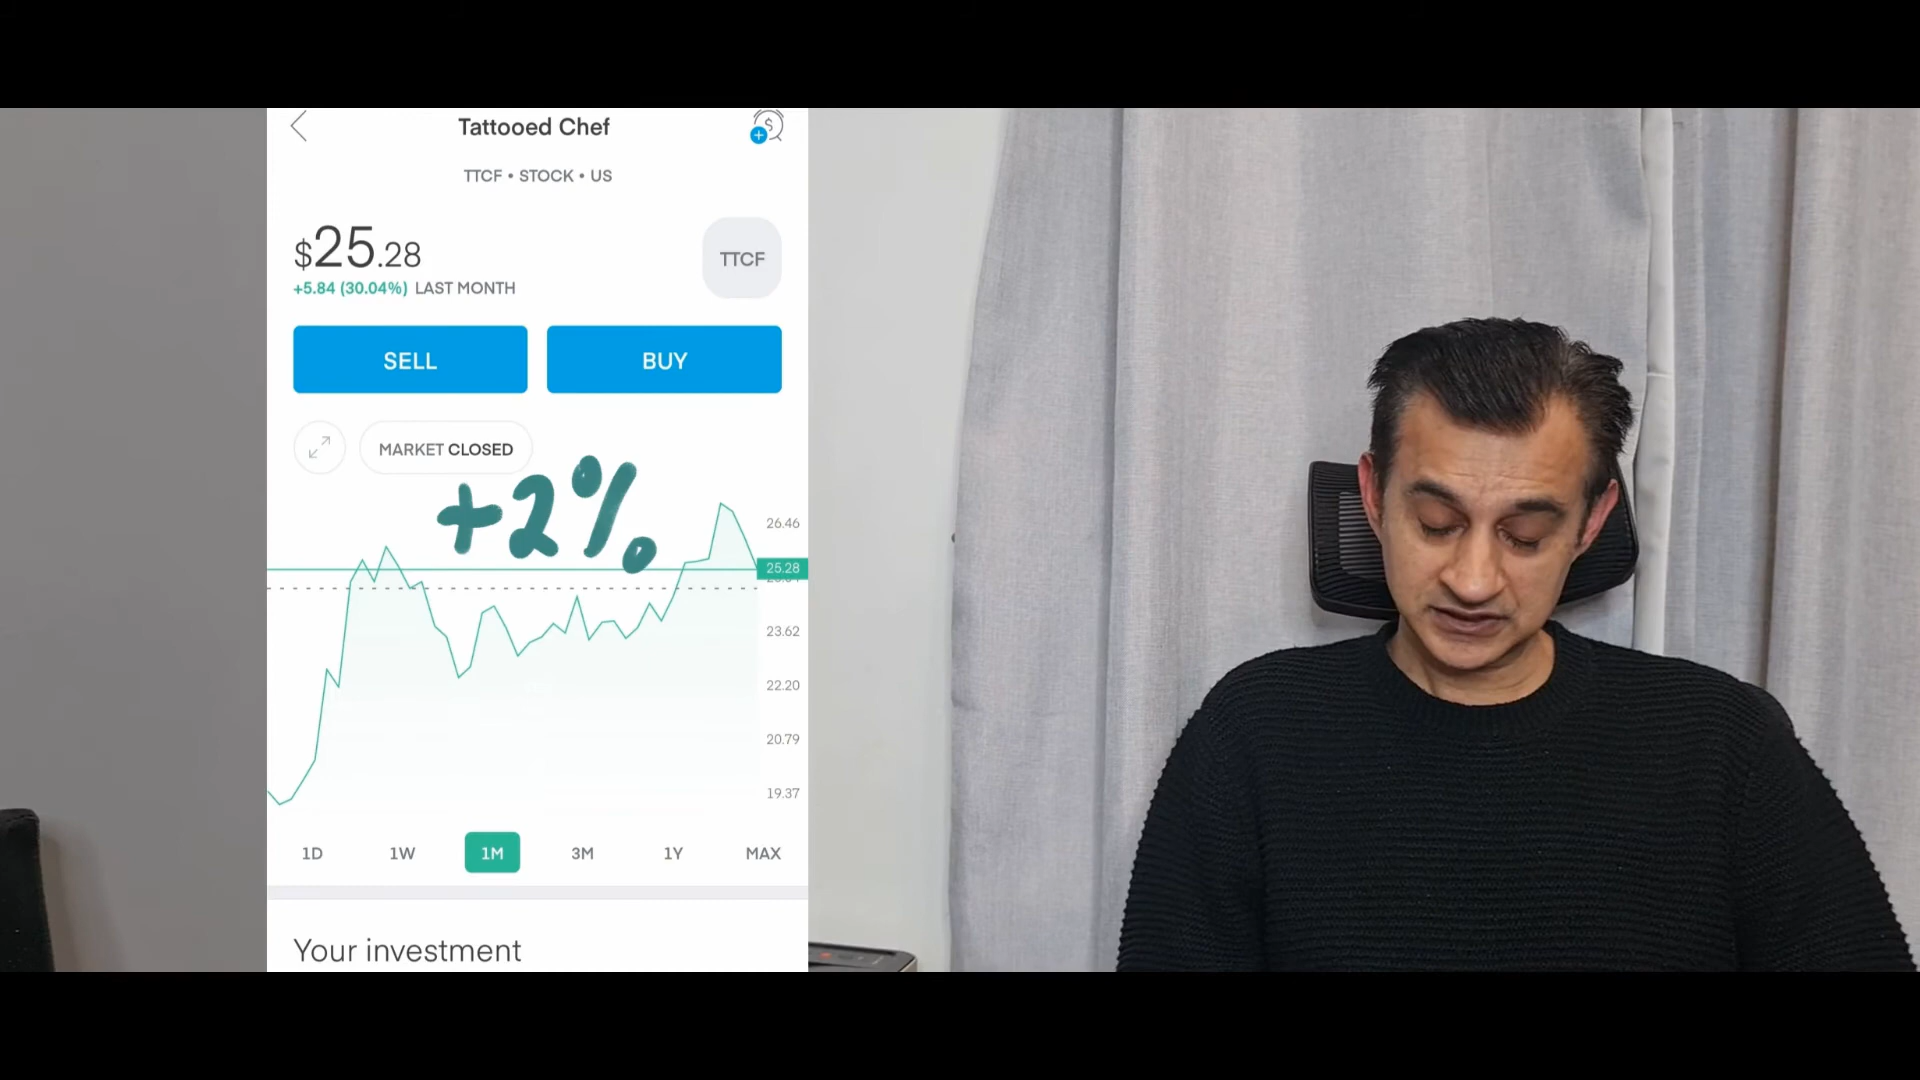 Tattooed Chef
TTCF • STOCK • US
$25.28
+5.84 (30.04%) LAST MONTH
TTCF
SELL
BUY
MARKET CLOSED
+2%
26.46
25.28
23.62
22.20
20.79
19.37
1D 1W 1M 3M 1Y MAX
Your investment